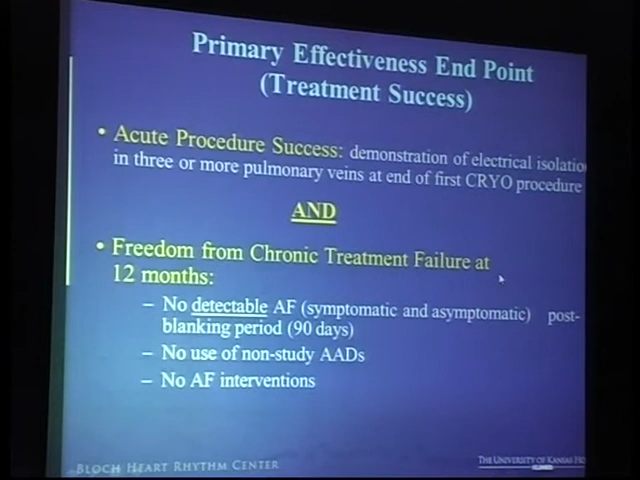 Primary Effectiveness End Point
(Treatment Success)
• Acute Procedure Success: demonstration of electrical isolatio
in three or more pulmonary veins at end of first CRYO procedure
AND
• Freedom from Chronic Treatment Failure at
12 months:
– No detectable AF (symptomatic and asymptomatic) post-
blanking period (90 days)
– No use of non-study AADs
– No AF interventions
BLOCH HEART RHYTHM CENTER
THE UNIVERSITY OF KANSAS HO